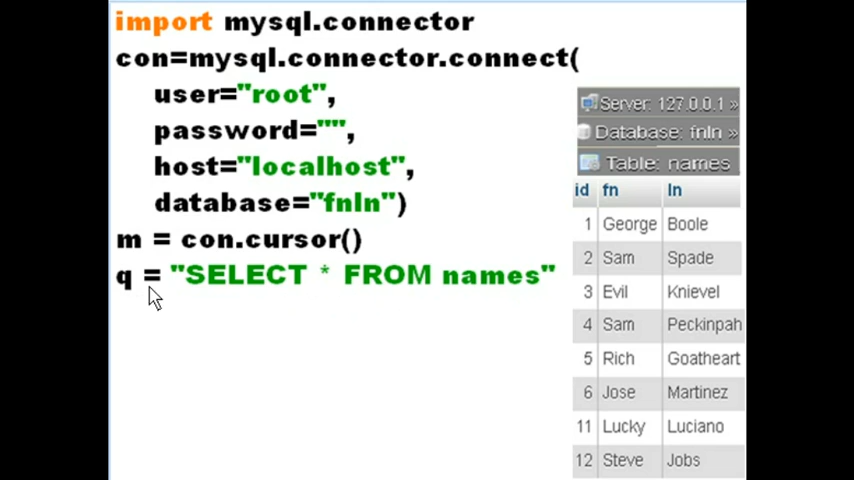 import mysql.connector
con=mysql.connector.connect(
user="root",
password="",
host="localhost",
database="fnln")
m = con.cursor()
q = "SELECT * FROM names"
Server: 127.0.0.1 »
Database: fnln »
Table: names
id fn ln
1 George Boole
2 Sam Spade
3 Evil Knievel
4 Sam Peckinpah
5 Rich Goatheart
6 Jose Martinez
11 Lucky Luciano
12 Steve Jobs